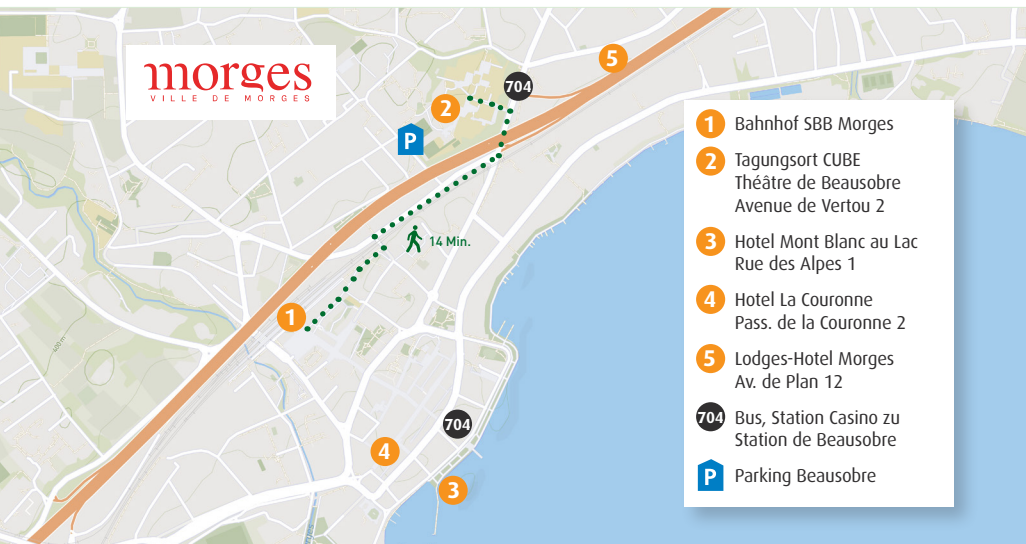 morges
VILLE DE MORGES
5
704
2
P
14 Min.
1
704
4
3
1 Bahnhof SBB Morges
2 Tagungsort CUBE
Théâtre de Beausobre
Avenue de Vertou 2
3 Hotel Mont Blanc au Lac
Rue des Alpes 1
4 Hotel La Couronne
Pass. de la Couronne 2
5 Lodges-Hotel Morges
Av. de Plan 12
704 Bus, Station Casino zu
Station de Beausobre
P Parking Beausobre
400 m